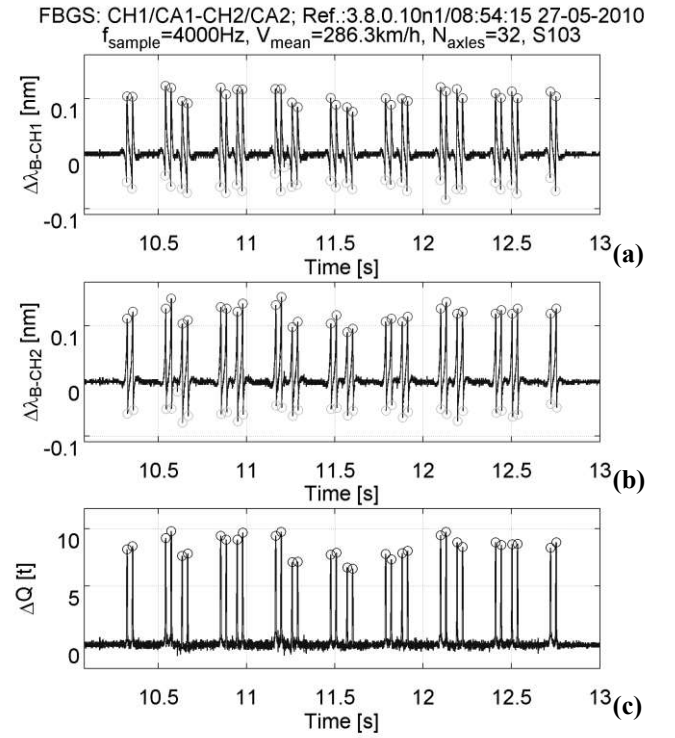 FBGS: CH1/CA1-CH2/CA2; Ref.:3.8.0.10n1/08:54:15 27-05-2010
f_sample=4000Hz, V_mean=286.3km/h, N_axles=32, S103
Δλ_B-CH1 [nm]
0.1
0
-0.1
10.5 11 11.5 12 12.5 13
Time [s]
(a)
Δλ_B-CH2 [nm]
0.1
0
-0.1
10.5 11 11.5 12 12.5 13
Time [s]
(b)
ΔQ [t]
10
5
0
10.5 11 11.5 12 12.5 13
Time [s]
(c)